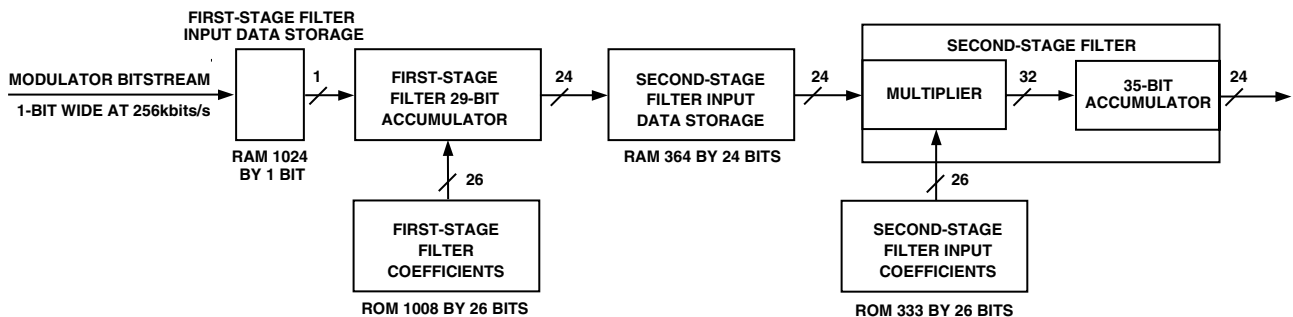 FIRST-STAGE FILTER
INPUT DATA STORAGE
MODULATOR BITSTREAM
1-BIT WIDE AT 256kbits/s
RAM 1024
BY 1 BIT
1
FIRST-STAGE
FILTER 29-BIT
ACCUMULATOR
26
FIRST-STAGE
FILTER
COEFFICIENTS
ROM 1008 BY 26 BITS
24
SECOND-STAGE
FILTER INPUT
DATA STORAGE
RAM 364 BY 24 BITS
24
SECOND-STAGE FILTER
MULTIPLIER
32
35-BIT
ACCUMULATOR
24
26
SECOND-STAGE
FILTER INPUT
COEFFICIENTS
ROM 333 BY 26 BITS